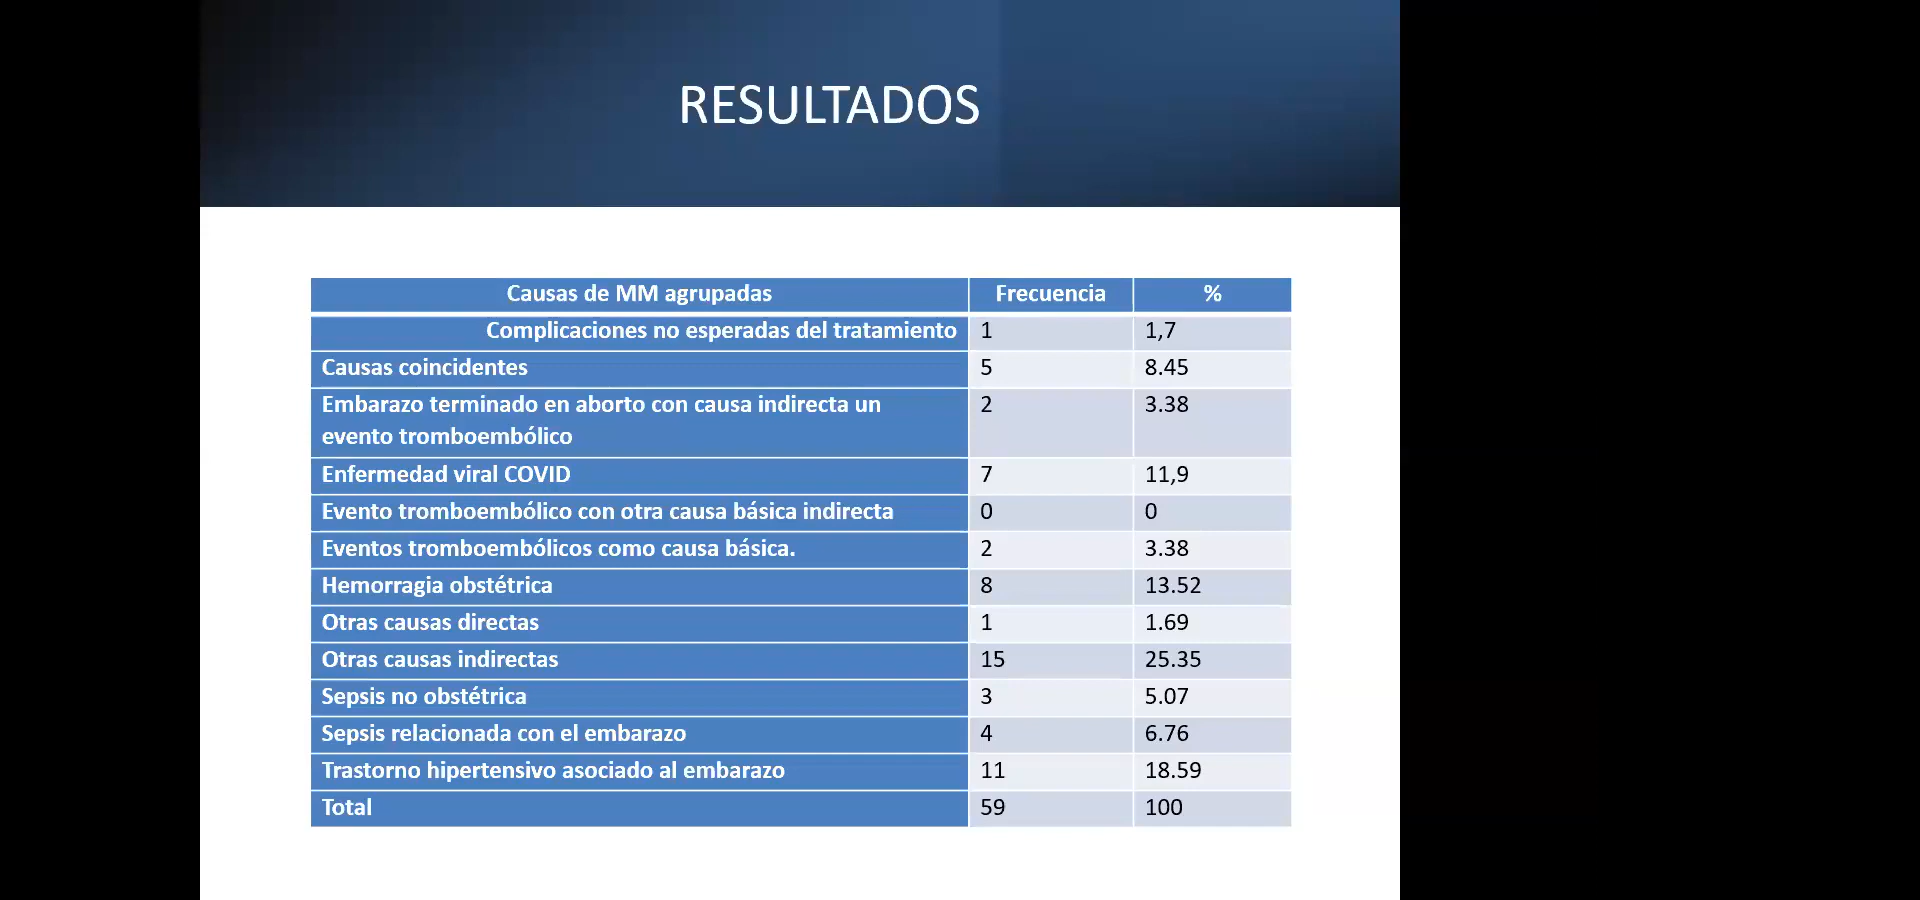 RESULTADOS
Causas de MM agrupadas Frecuencia %
Complicaciones no esperadas del tratamiento 1 1,7
Causas coincidentes 5 8.45
Embarazo terminado en aborto con causa indirecta un 2 3.38
evento tromboembólico
Enfermedad viral COVID 7 11,9
Evento tromboembólico con otra causa básica indirecta 0 0
Eventos tromboembólicos como causa básica. 2 3.38
Hemorragia obstétrica 8 13.52
Otras causas directas 1 1.69
Otras causas indirectas 15 25.35
Sepsis no obstétrica 3 5.07
Sepsis relacionada con el embarazo 4 6.76
Trastorno hipertensivo asociado al embarazo 11 18.59
Total 59 100